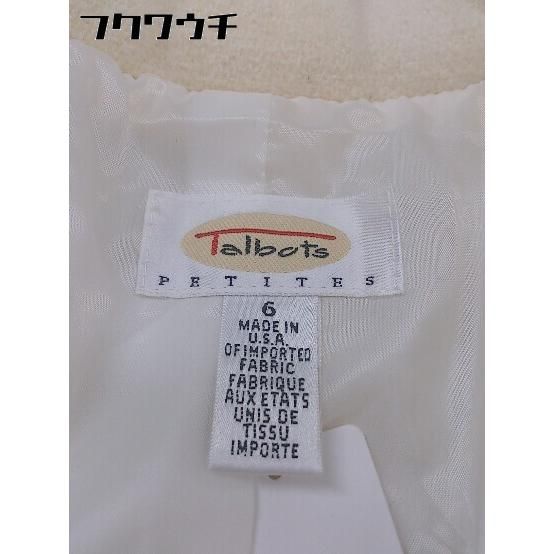 フクワウチ
Talbots
PETITES
6
MADE IN
U.S.A.
OF IMPORTED
FABRIC
FABRIQUE
AUX ETATS
UNIS DE
TISSU
IMPORTE